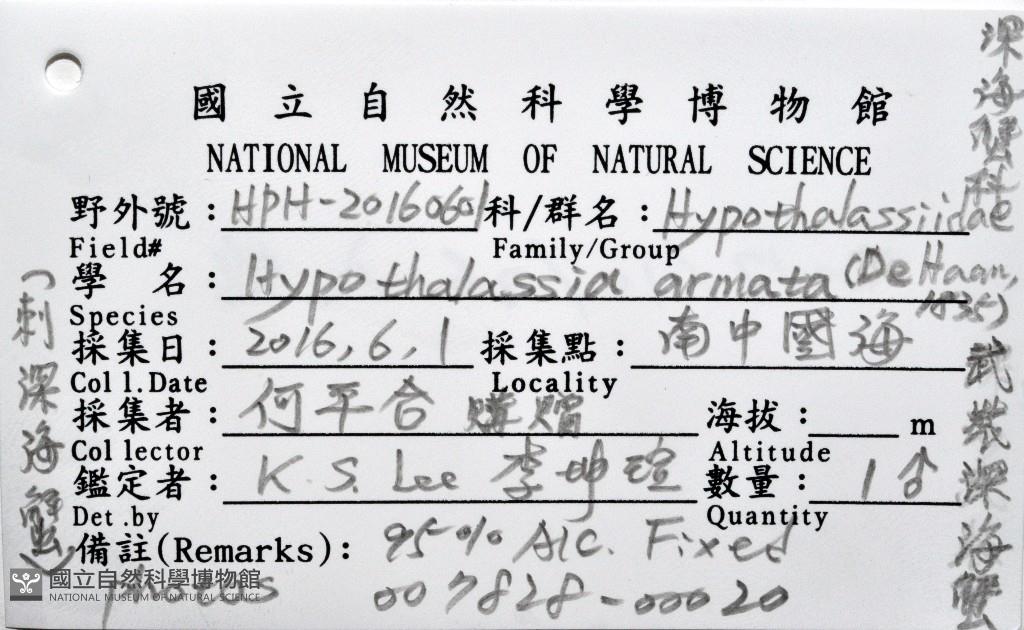 國立自然科學博物館
NATIONAL MUSEUM OF NATURAL SCIENCE
野外號：HPH-20160601 科/群名：Hypothalassiidae
Field# Family/Group
學 名：Hypothalassia armata (De Haan, 1835)
Species
採集日：2016,6,1 採集點：南中國海
Coll.Date Locality
採集者：何平合 購贈 海拔： m
Collector Altitude
鑑定者：K.S. Lee 李坤瑄 數量：1♂
Det.by Quantity
備註(Remarks)：95% Alc. Fixed
007828-00020
深海蟹科
武裝深海蟹
刺深海蟹
國立自然科學博物館
NATIONAL MUSEUM OF NATURAL SCIENCE